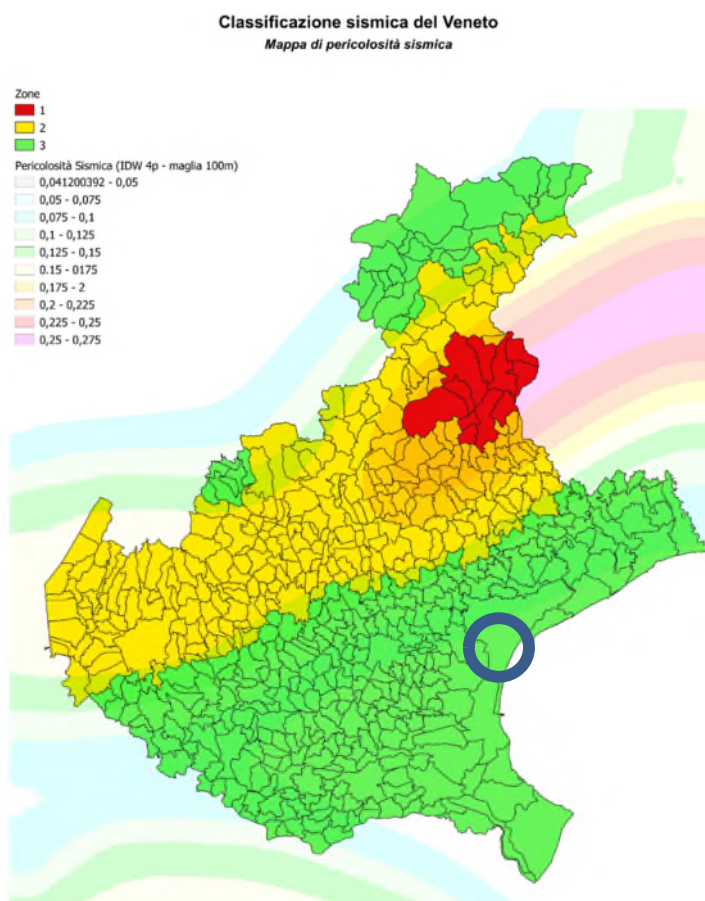 Classificazione sismica del Veneto
Mappa di pericolosità sismica
Zone
1
2
3
Pericolosità Sismica (IDW 4p - maglia 100m)
0,041200392 - 0,05
0,05 - 0,075
0,075 - 0,1
0,1 - 0,125
0,125 - 0,15
0.15 - 0175
0,175 - 2
0,2 - 0,225
0,225 - 0,25
0,25 - 0,275